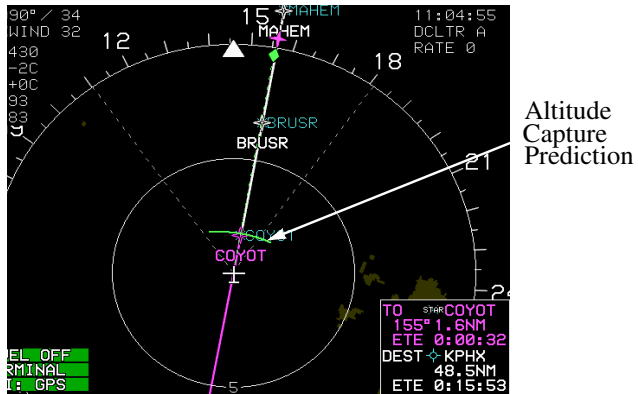 90° / 34
WIND 32
430
-2C
+0C
93
83
9
12
15
18
21
24
MAHEM
MAHEM
11:04:55
DCLTR A
RATE 0
BRUSR
BRUSR
COYOT
COYOT
Altitude
Capture
Prediction
5
TO STAR COYOT
155° 1.6NM
ETE 0:00:32
DEST KPHX
48.5NM
ETE 0:15:53
EL OFF
RMINAL
I: GPS